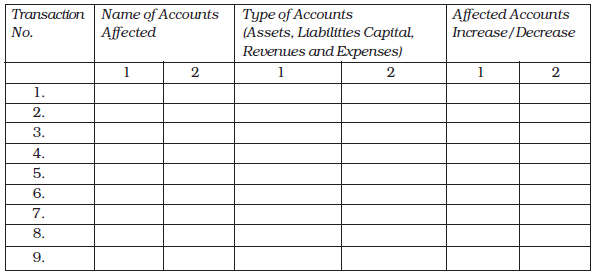 Transaction No.
Name of Accounts Affected
Type of Accounts (Assets, Liabilities Capital, Revenues and Expenses)
Affected Accounts Increase/Decrease
1 2 1 2 1 2
1.
2.
3.
4.
5.
6.
7.
8.
9.